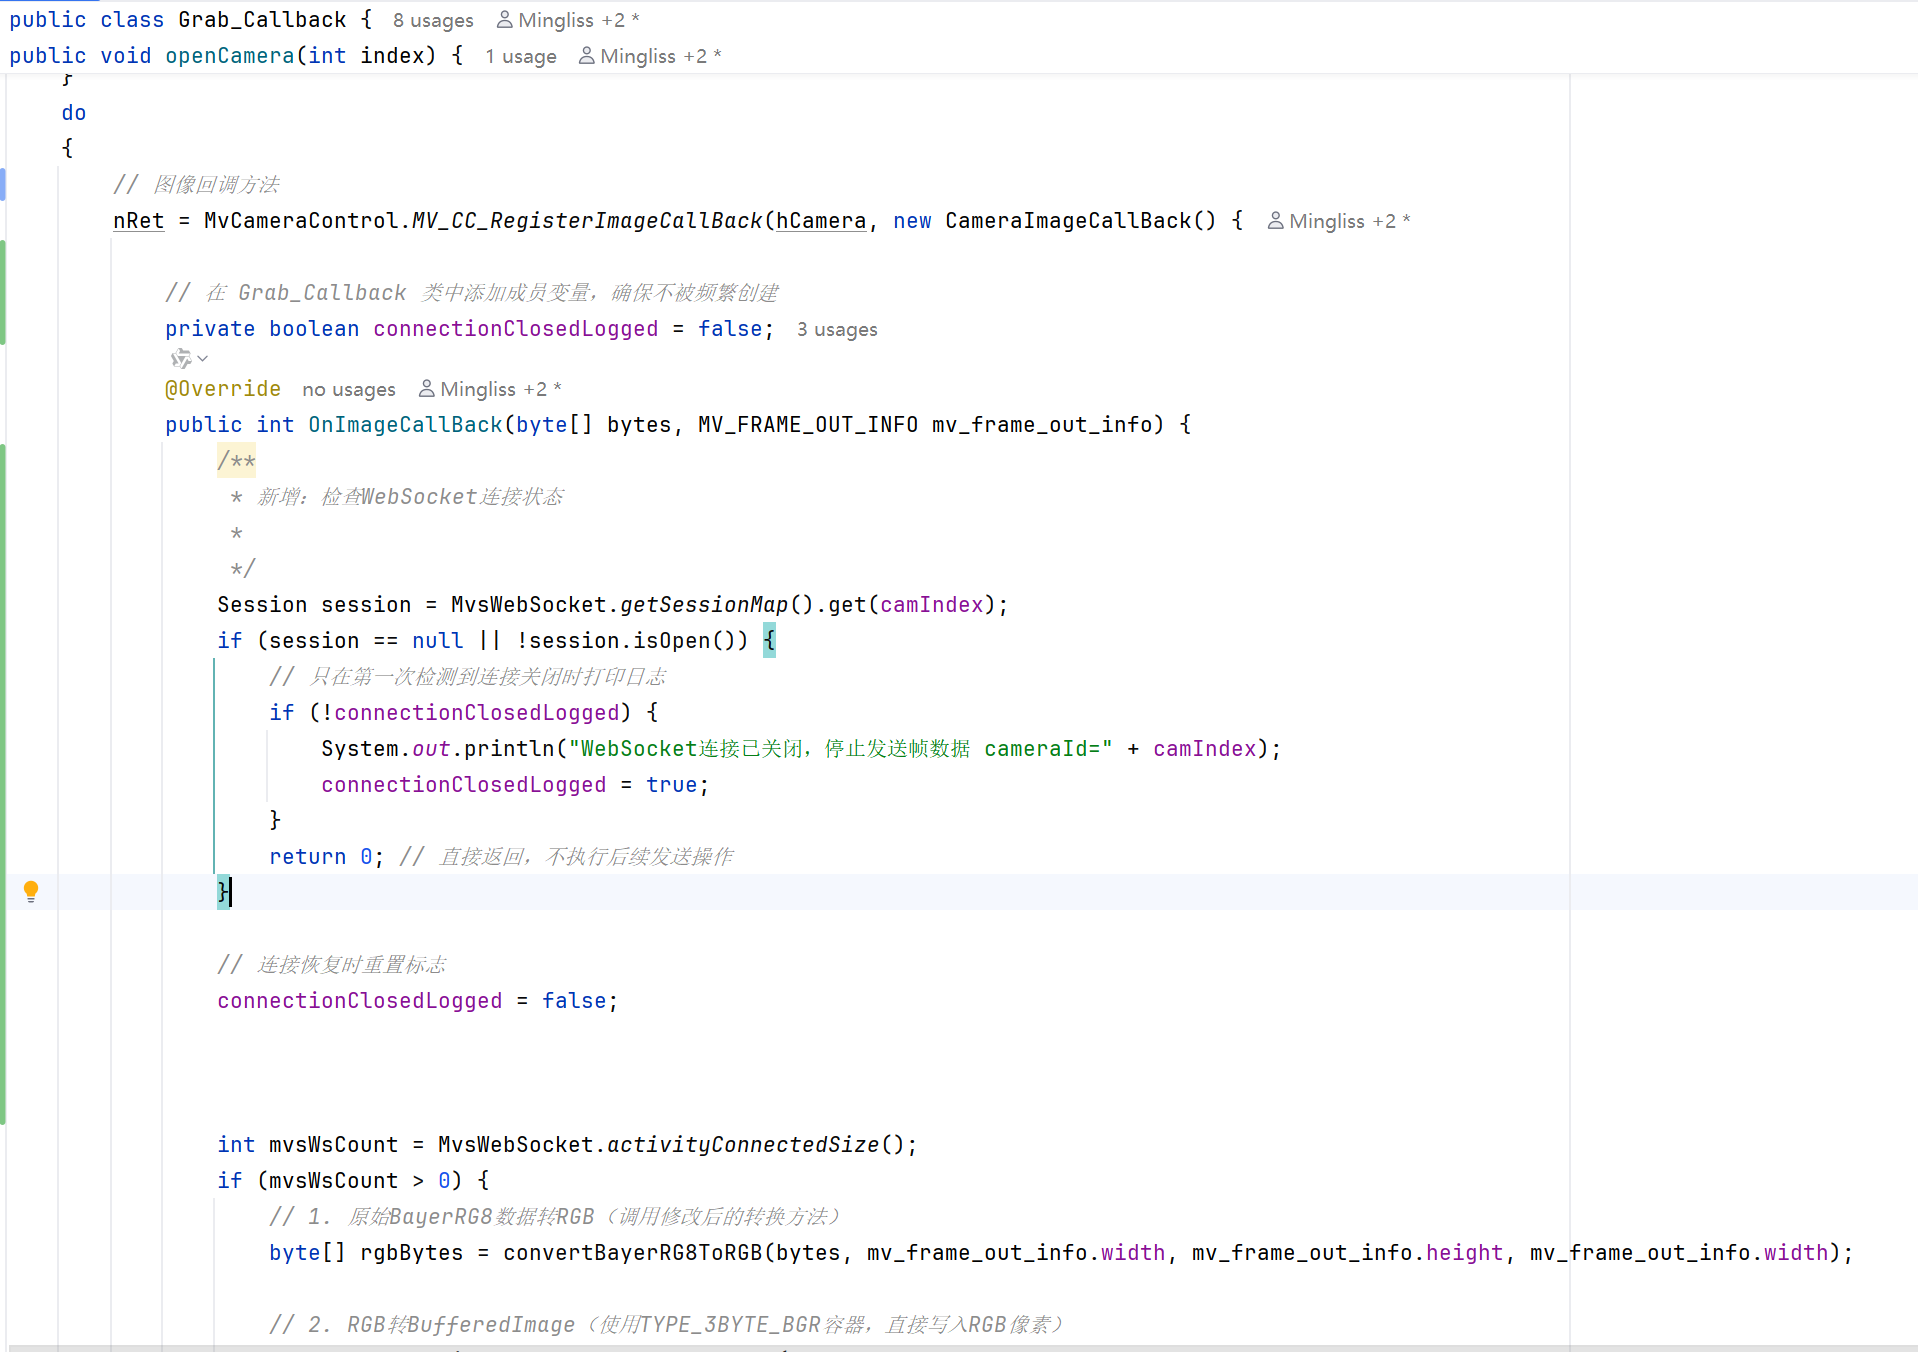 public class Grab_Callback { 8 usages Mingliss +2 *
public void openCamera(int index) { 1 usage Mingliss +2 *
}
do
{
// 图像回调方法
nRet = MvCameraControl.MV_CC_RegisterImageCallBack(hCamera, new CameraImageCallBack() { Mingliss +2 *
// 在 Grab_Callback 类中添加成员变量，确保不被频繁创建
private boolean connectionClosedLogged = false; 3 usages
@Override no usages Mingliss +2 *
public int OnImageCallBack(byte[] bytes, MV_FRAME_OUT_INFO mv_frame_out_info) {
/**
* 新增：检查WebSocket连接状态
*
*/
Session session = MvsWebSocket.getSessionMap().get(camIndex);
if (session == null || !session.isOpen()) {
// 只在第一次检测到连接关闭时打印日志
if (!connectionClosedLogged) {
System.out.println("WebSocket连接已关闭，停止发送帧数据 cameraId=" + camIndex);
connectionClosedLogged = true;
}
return 0; // 直接返回，不执行后续发送操作
}
// 连接恢复时重置标志
connectionClosedLogged = false;
int mvsWsCount = MvsWebSocket.activityConnectedSize();
if (mvsWsCount > 0) {
// 1. 原始BayerRG8数据转RGB（调用修改后的转换方法）
byte[] rgbBytes = convertBayerRG8ToRGB(bytes, mv_frame_out_info.width, mv_frame_out_info.height, mv_frame_out_info.width);
// 2. RGB转BufferedImage（使用TYPE_3BYTE_BGR容器，直接写入RGB像素）